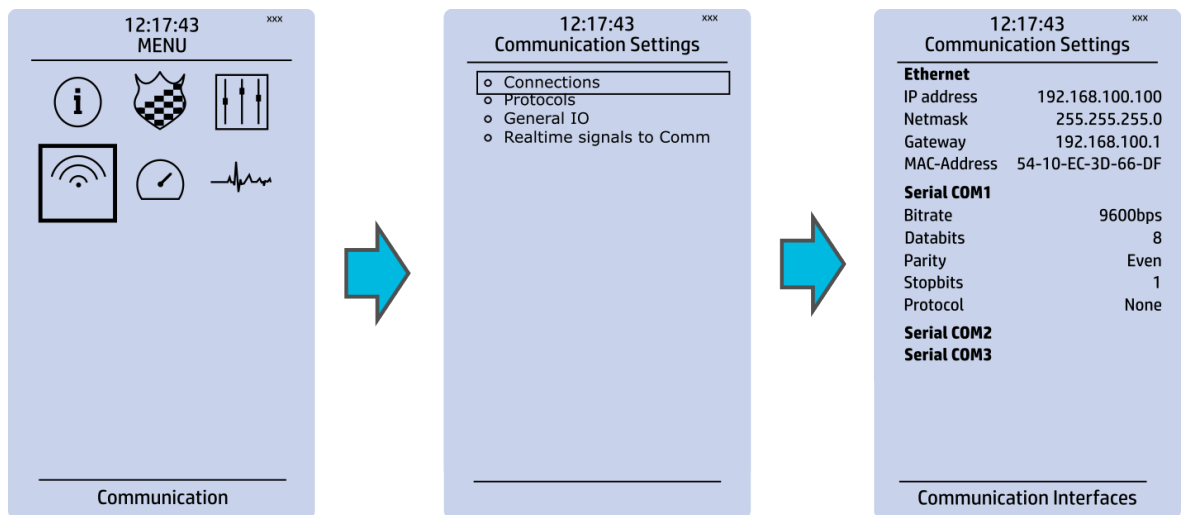 12:17:43 xxx
MENU
i
Communication
12:17:43 xxx
Communication Settings
Connections
Protocols
General IO
Realtime signals to Comm
12:17:43 xxx
Communication Settings
Ethernet
IP address 192.168.100.100
Netmask 255.255.255.0
Gateway 192.168.100.1
MAC-Address 54-10-EC-3D-66-DF
Serial COM1
Bitrate 9600bps
Databits 8
Parity Even
Stopbits 1
Protocol None
Serial COM2
Serial COM3
Communication Interfaces